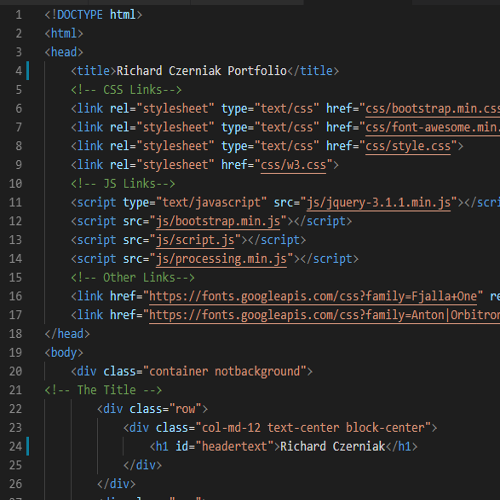 1 <!DOCTYPE html>
2 <html>
3 <head>
4 <title>Richard Czerniak Portfolio</title>
5 <!-- CSS Links-->
6 <link rel="stylesheet" type="text/css" href="css/bootstrap.min.css
7 <link rel="stylesheet" type="text/css" href="css/font-awesome.min.
8 <link rel="stylesheet" type="text/css" href="css/style.css">
9 <link rel="stylesheet" href="css/w3.css">
10 <!-- JS Links-->
11 <script type="text/javascript" src="js/jquery-3.1.1.min.js"></scri
12 <script src="js/bootstrap.min.js"></script>
13 <script src="js/script.js"></script>
14 <script src="js/processing.min.js"></script>
15 <!-- Other Links-->
16 <link href="https://fonts.googleapis.com/css?family=Fjalla+One" re
17 <link href="https://fonts.googleapis.com/css?family=Anton|Orbitron
18 </head>
19 <body>
20 <div class="container notbackground">
21 <!-- The Title -->
22 <div class="row">
23 <div class="col-md-12 text-center block-center">
24 <h1 id="headertext">Richard Czerniak</h1>
25 </div>
26 </div>